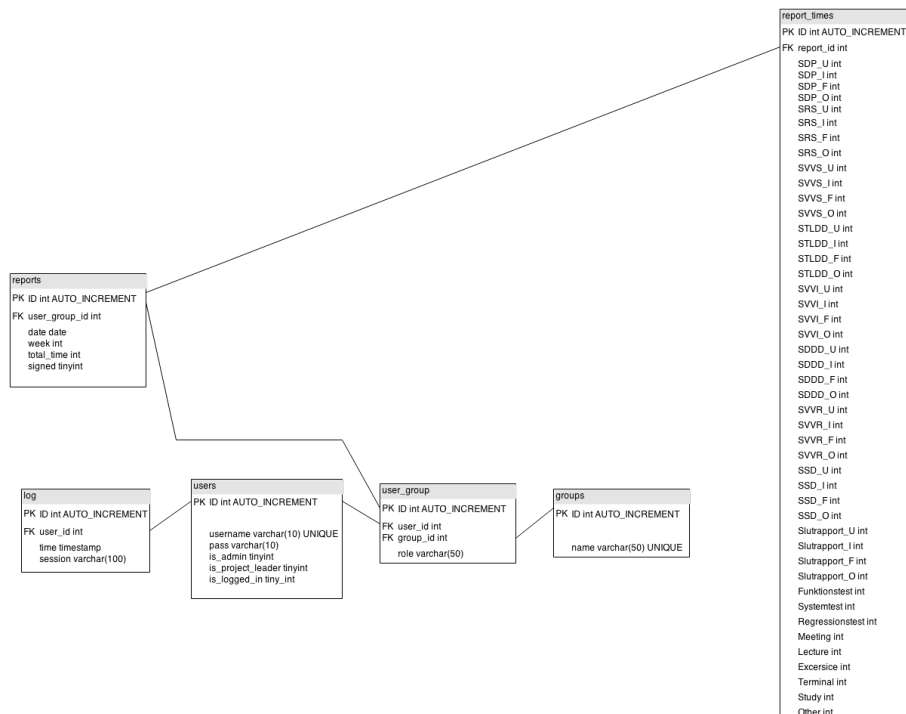 report_times
PK ID int AUTO_INCREMENT
FK report_id int
SDP_U int
SDP_I int
SDP_F int
SDP_O int
SRS_U int
SRS_I int
SRS_F int
SRS_O int
SVVS_U int
SVVS_I int
SVVS_F int
SVVS_O int
STLDD_U int
STLDD_I int
STLDD_F int
STLDD_O int
SVVI_U int
SVVI_I int
SVVI_F int
SVVI_O int
SDDD_U int
SDDD_I int
SDDD_F int
SDDD_O int
SVVR_U int
SVVR_I int
SVVR_F int
SVVR_O int
SSD_U int
SSD_I int
SSD_F int
SSD_O int
Slutrapport_U int
Slutrapport_I int
Slutrapport_F int
Slutrapport_O int
Funktionstest int
Systemtest int
Regressionstest int
Meeting int
Lecture int
Excersice int
Terminal int
Study int
Other int
reports
PK ID int AUTO_INCREMENT
FK user_group_id int
date date
week int
total_time int
signed tinyint
log
PK ID int AUTO_INCREMENT
FK user_id int
time timestamp
session varchar(100)
users
PK ID int AUTO_INCREMENT
username varchar(10) UNIQUE
pass varchar(10)
is_admin tinyint
is_project_leader tinyint
is_logged_in tiny_int
user_group
PK ID int AUTO_INCREMENT
FK user_id int
FK group_id int
role varchar(50)
groups
PK ID int AUTO_INCREMENT
name varchar(50) UNIQUE